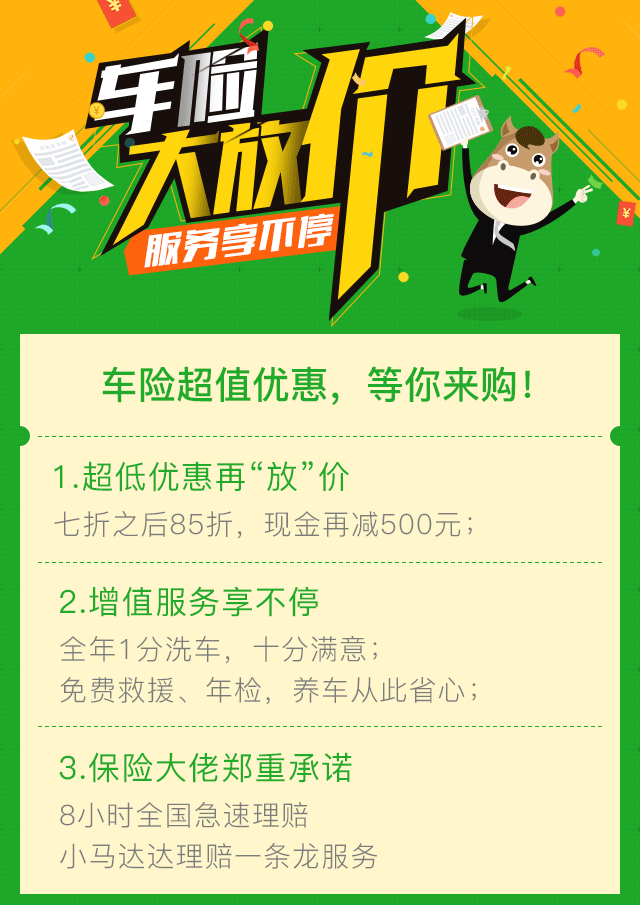 车险
大放价
服务享不停
车险超值优惠，等你来购！
1.超低优惠再“放”价
七折之后85折，现金再减500元；
2.增值服务享不停
全年1分洗车，十分满意；
免费救援、年检，养车从此省心；
3.保险大佬郑重承诺
8小时全国急速理赔
小马达达理赔一条龙服务